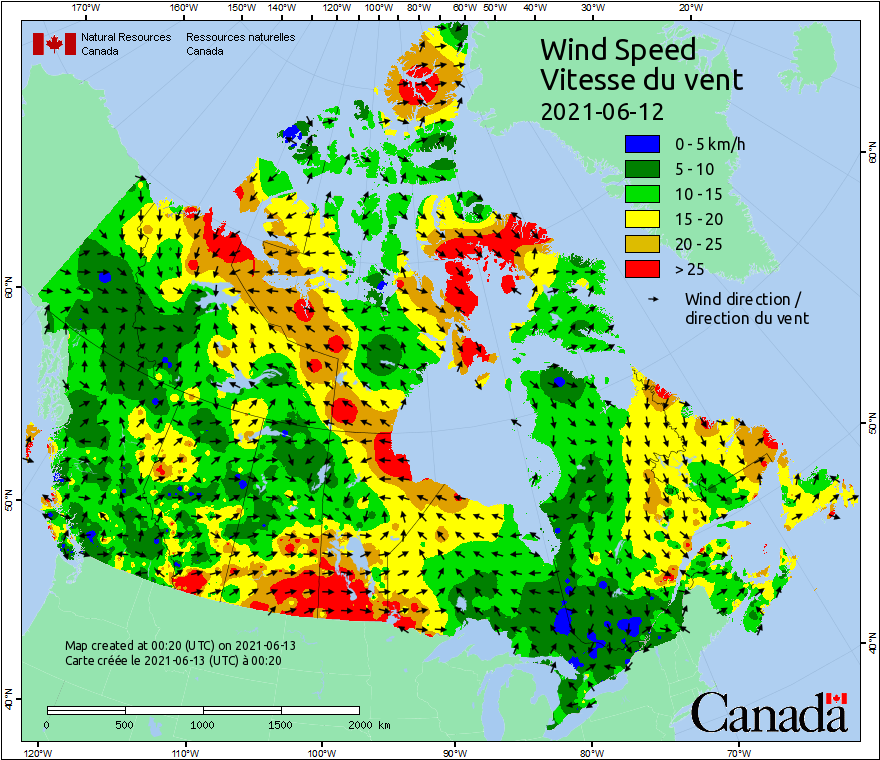 170°W 160°W 150°W 140°W 130°W 120°W 110°W 100°W 90°W 80°W 60°W 50°W 40°W 30°W 20°W
Natural Resources Canada
Ressources naturelles Canada
Wind Speed
Vitesse du vent
2021-06-12
0 - 5 km/h
5 - 10
10 - 15
15 - 20
20 - 25
> 25
Wind direction /
direction du vent
60°N
60°N
50°N
50°N
40°N
40°N
Map created at 00:20 (UTC) on 2021-06-13
Carte créée le 2021-06-13 (UTC) à 00:20
0 500 1000 1500 2000 km
Canada
120°W 110°W 100°W 90°W 80°W 70°W